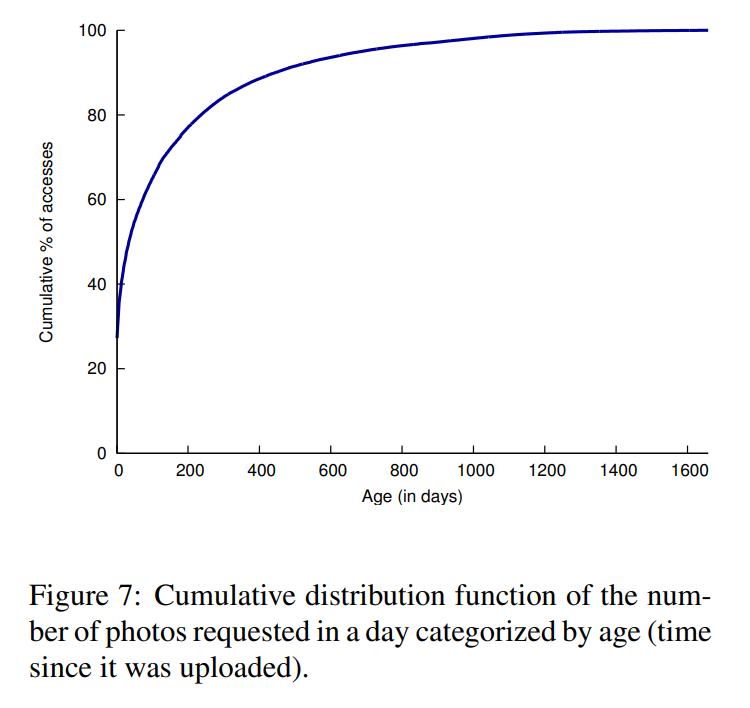 100
80
60
40
20
0
Cumulative % of accesses
0 200 400 600 800 1000 1200 1400 1600
Age (in days)
Figure 7: Cumulative distribution function of the num-
ber of photos requested in a day categorized by age (time
since it was uploaded).